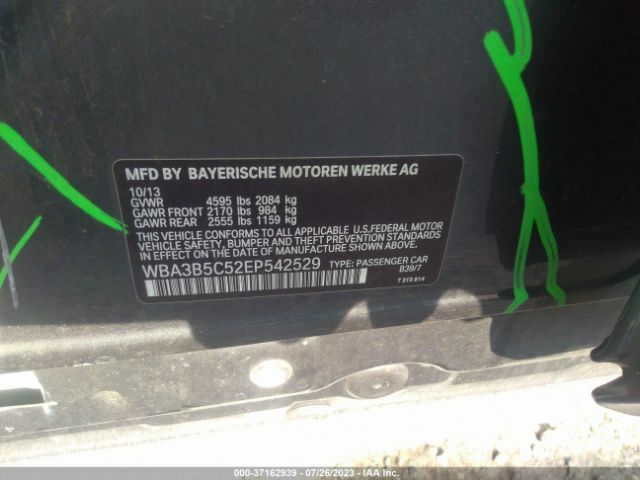 MFD BY BAYERISCHE MOTOREN WERKE AG
10/13
GVWR 4595 lbs 2084 kg
GAWR FRONT 2170 lbs 984 kg
GAWR REAR 2555 lbs 1159 kg
THIS VEHICLE CONFORMS TO ALL APPLICABLE U.S.FEDERAL MOTOR
VEHICLE SAFETY, BUMPER AND THEFT PREVENTION STANDARDS
IN EFFECT ON THE DATE OF MANUFACTURE SHOWN ABOVE.
WBA3B5C52EP542529 TYPE: PASSENGER CAR
B39/7
7 315 814
000-37162939 - 07/26/2023 - IAA Inc.